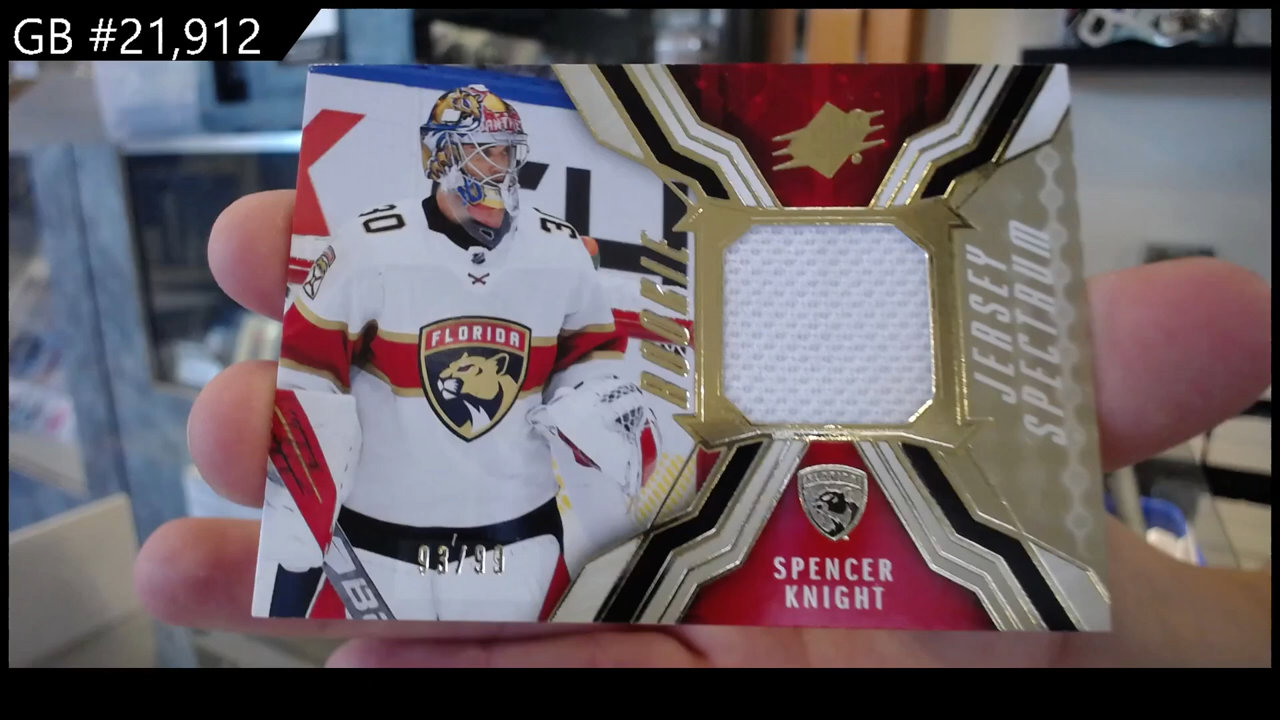 GB #21,912
30
30
FLORIDA
ROOKIE
JERSEY
SPECTRUM
93/99
SPENCER
KNIGHT